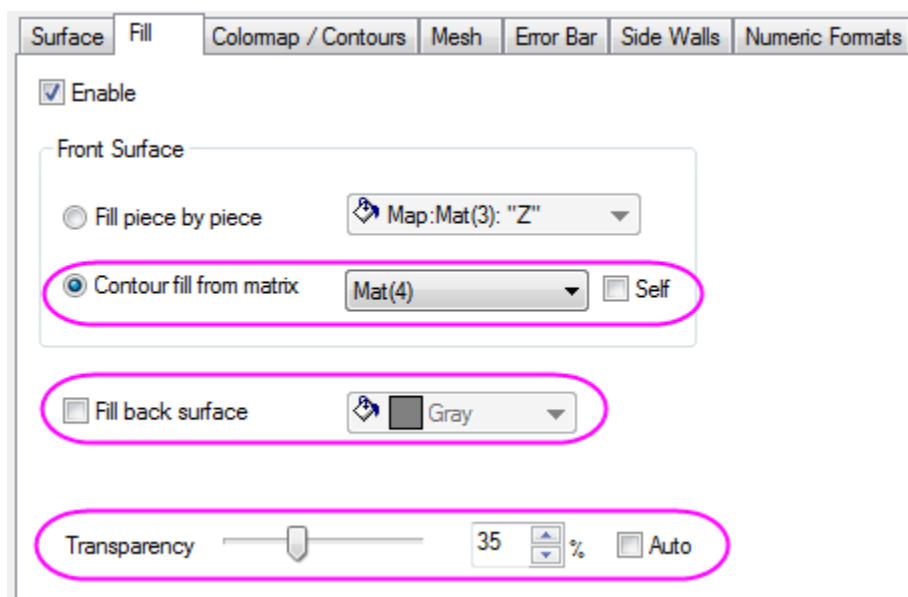 Surface Fill Colormap / Contours Mesh Error Bar Side Walls Numeric Formats
Enable
Front Surface
Fill piece by piece Map:Mat(3): "Z"
Contour fill from matrix Mat(4) Self
Fill back surface Gray
Transparency 35 % Auto